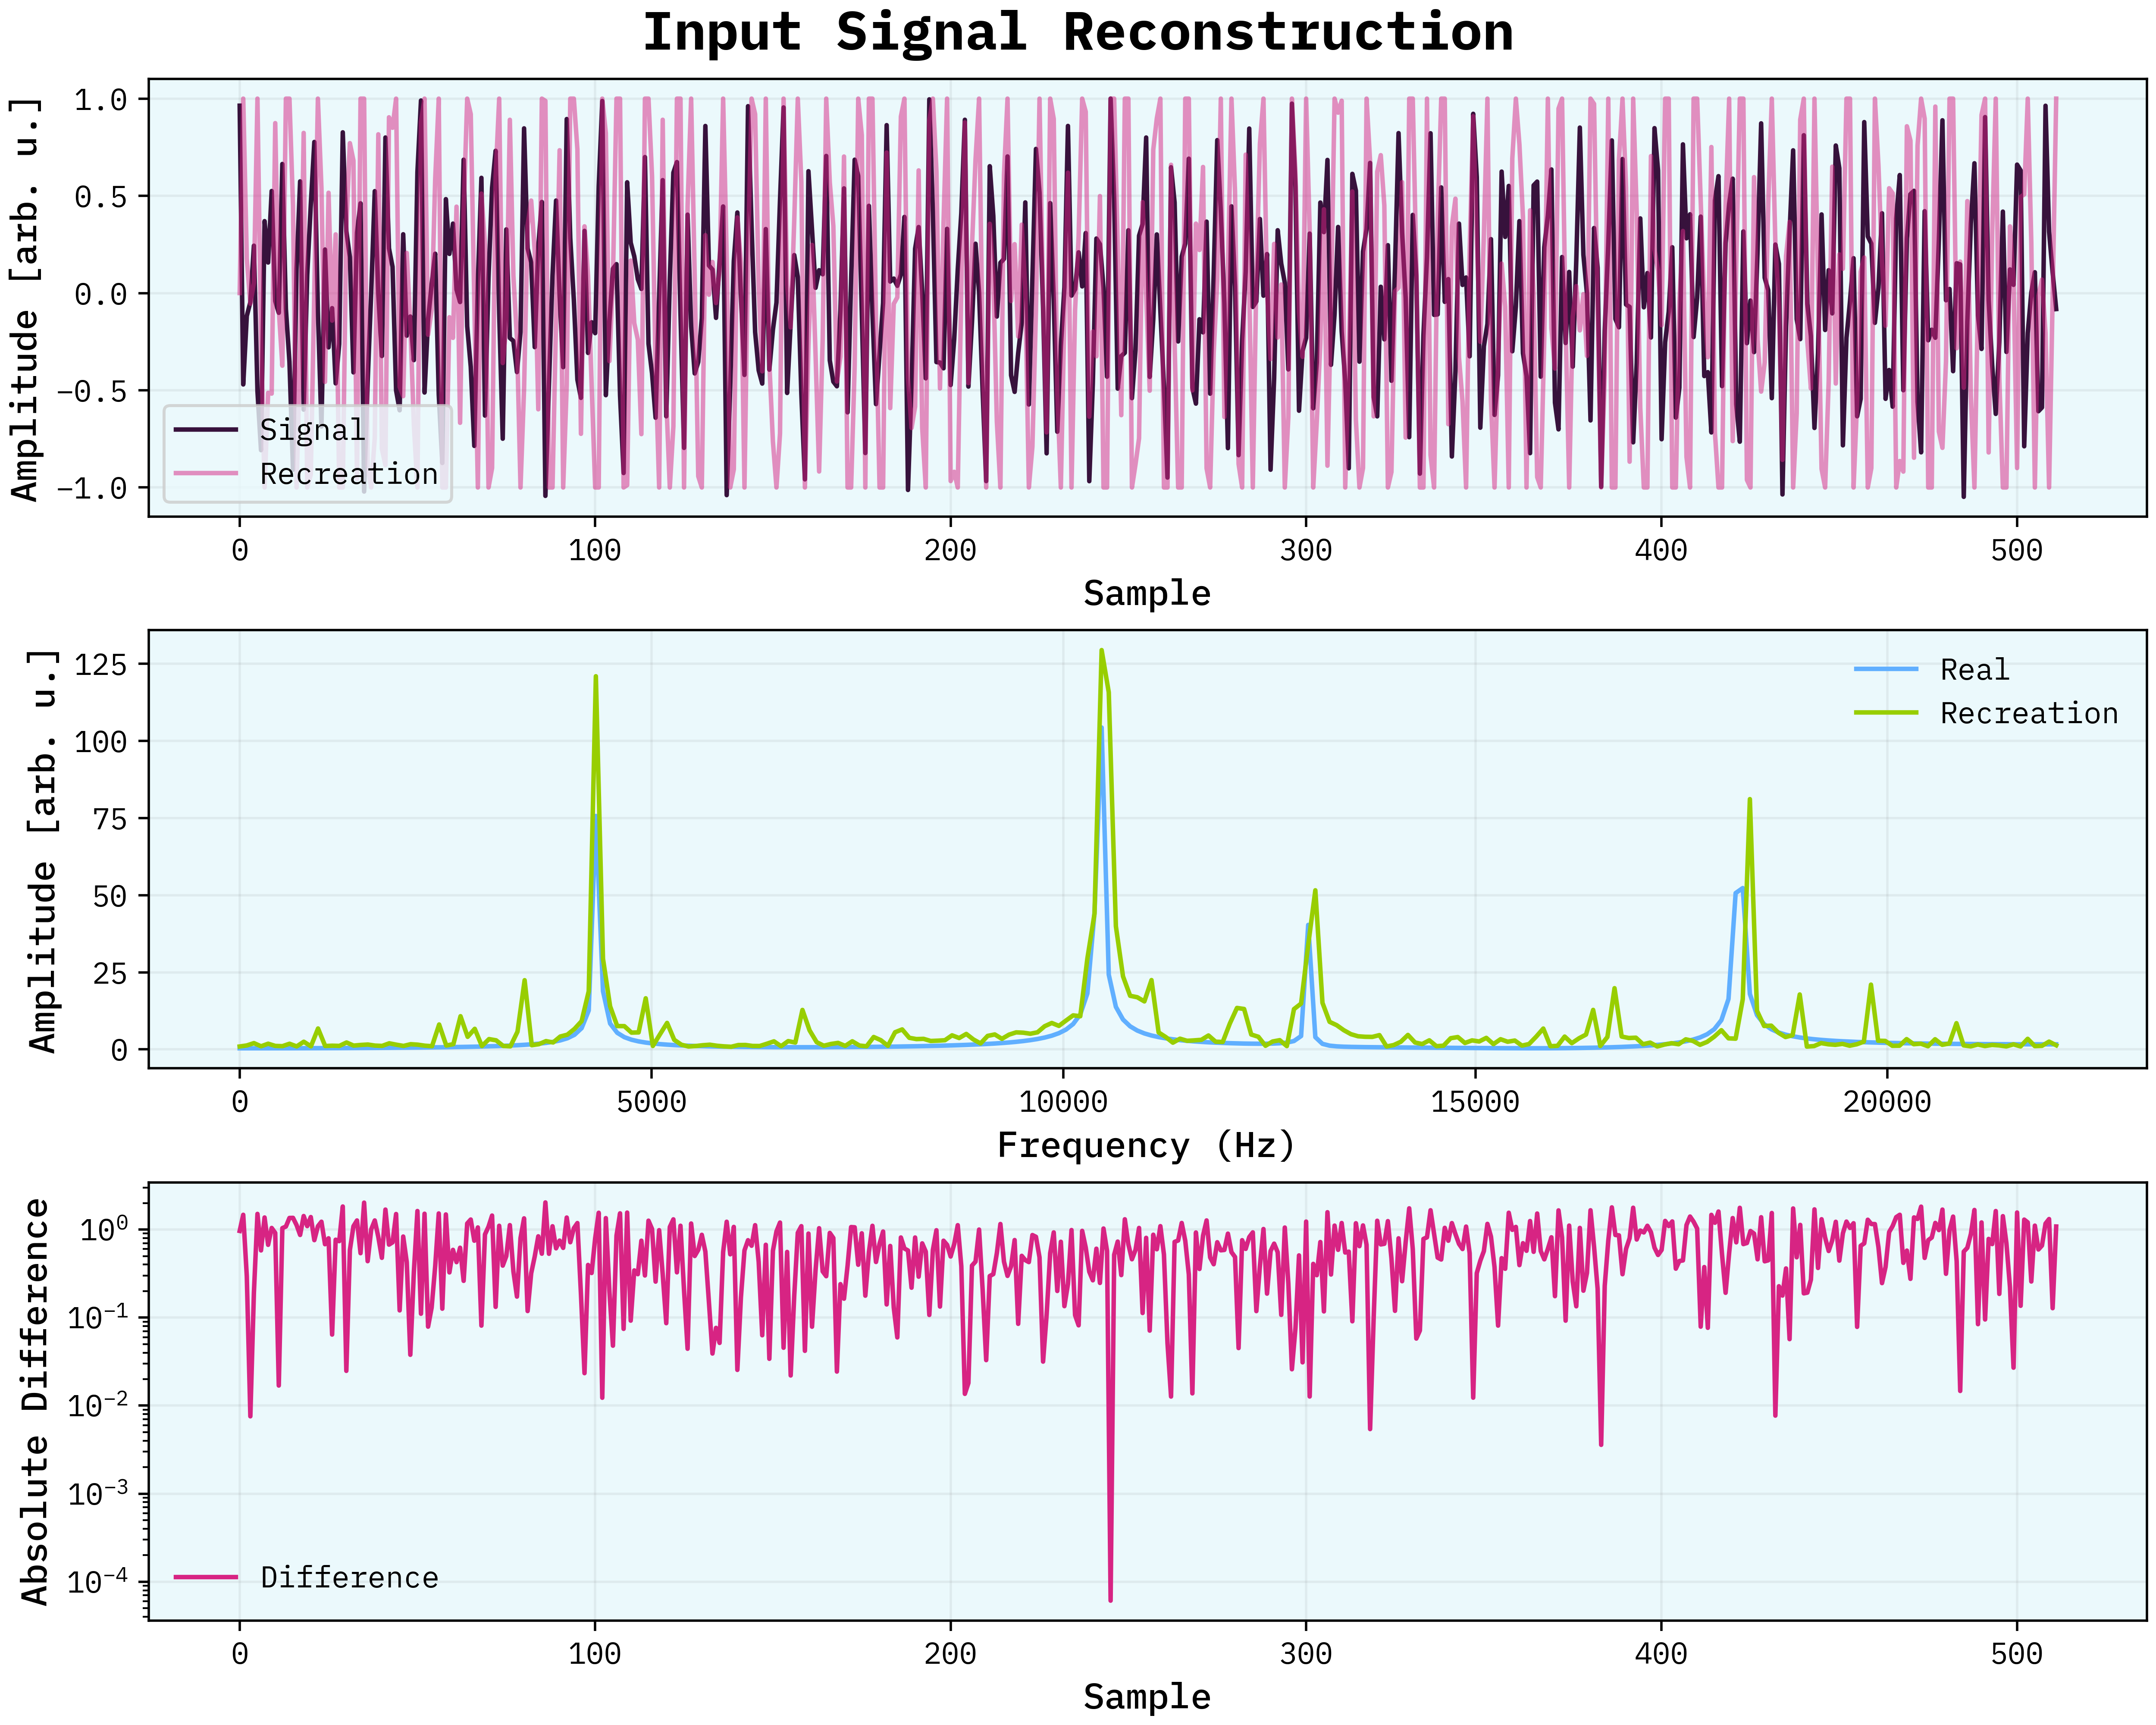 Input Signal Reconstruction
Amplitude [arb. u.]
1.0
0.5
0.0
−0.5
−1.0
Signal
Recreation
0 100 200 300 400 500
Sample
Amplitude [arb. u.]
125
100
75
50
25
0
Real
Recreation
0 5000 10000 15000 20000
Frequency (Hz)
Absolute Difference
10⁰
10⁻¹
10⁻²
10⁻³
10⁻⁴
Difference
0 100 200 300 400 500
Sample